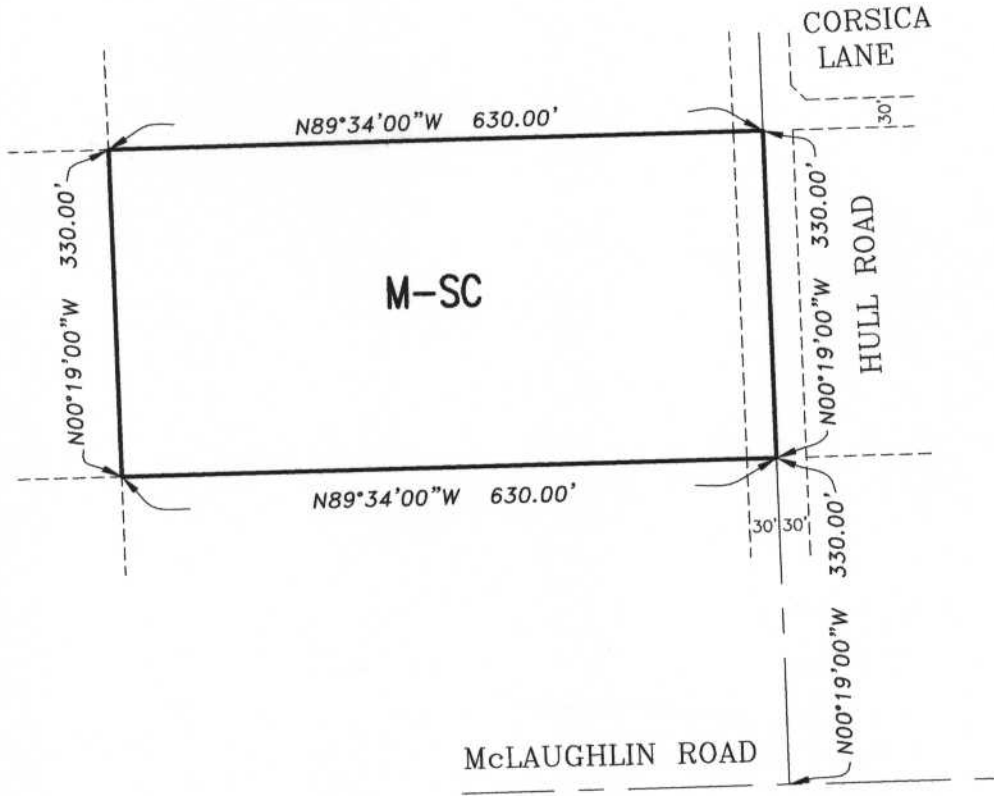 CORSICA
LANE
30'
N89°34'00"W 630.00'
N00°19'00"W 330.00'
M-SC
N00°19'00"W 330.00'
HULL ROAD
N89°34'00"W 630.00'
30' 30'
N00°19'00"W 330.00'
McLAUGHLIN ROAD